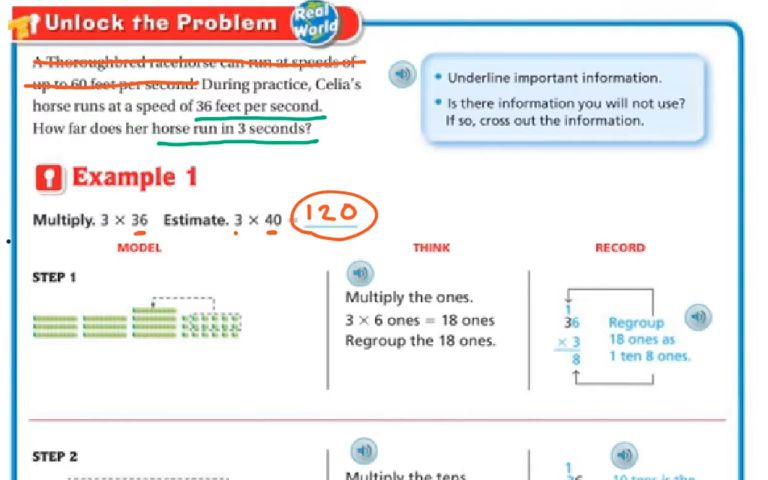 Unlock the Problem
Real
World
A Thoroughbred racehorse can run at speeds of
up to 60 feet per second. During practice, Celia's
horse runs at a speed of 36 feet per second.
How far does her horse run in 3 seconds?
• Underline important information.
• Is there information you will not use?
If so, cross out the information.
Example 1
Multiply. 3 × 36 Estimate. 3 × 40 = 120
MODEL
THINK
RECORD
STEP 1
Multiply the ones.
3 × 6 ones = 18 ones
Regroup the 18 ones.
1
36
× 3
8
Regroup
18 ones as
1 ten 8 ones.
STEP 2
Multiply the tens
1
10 tens is the